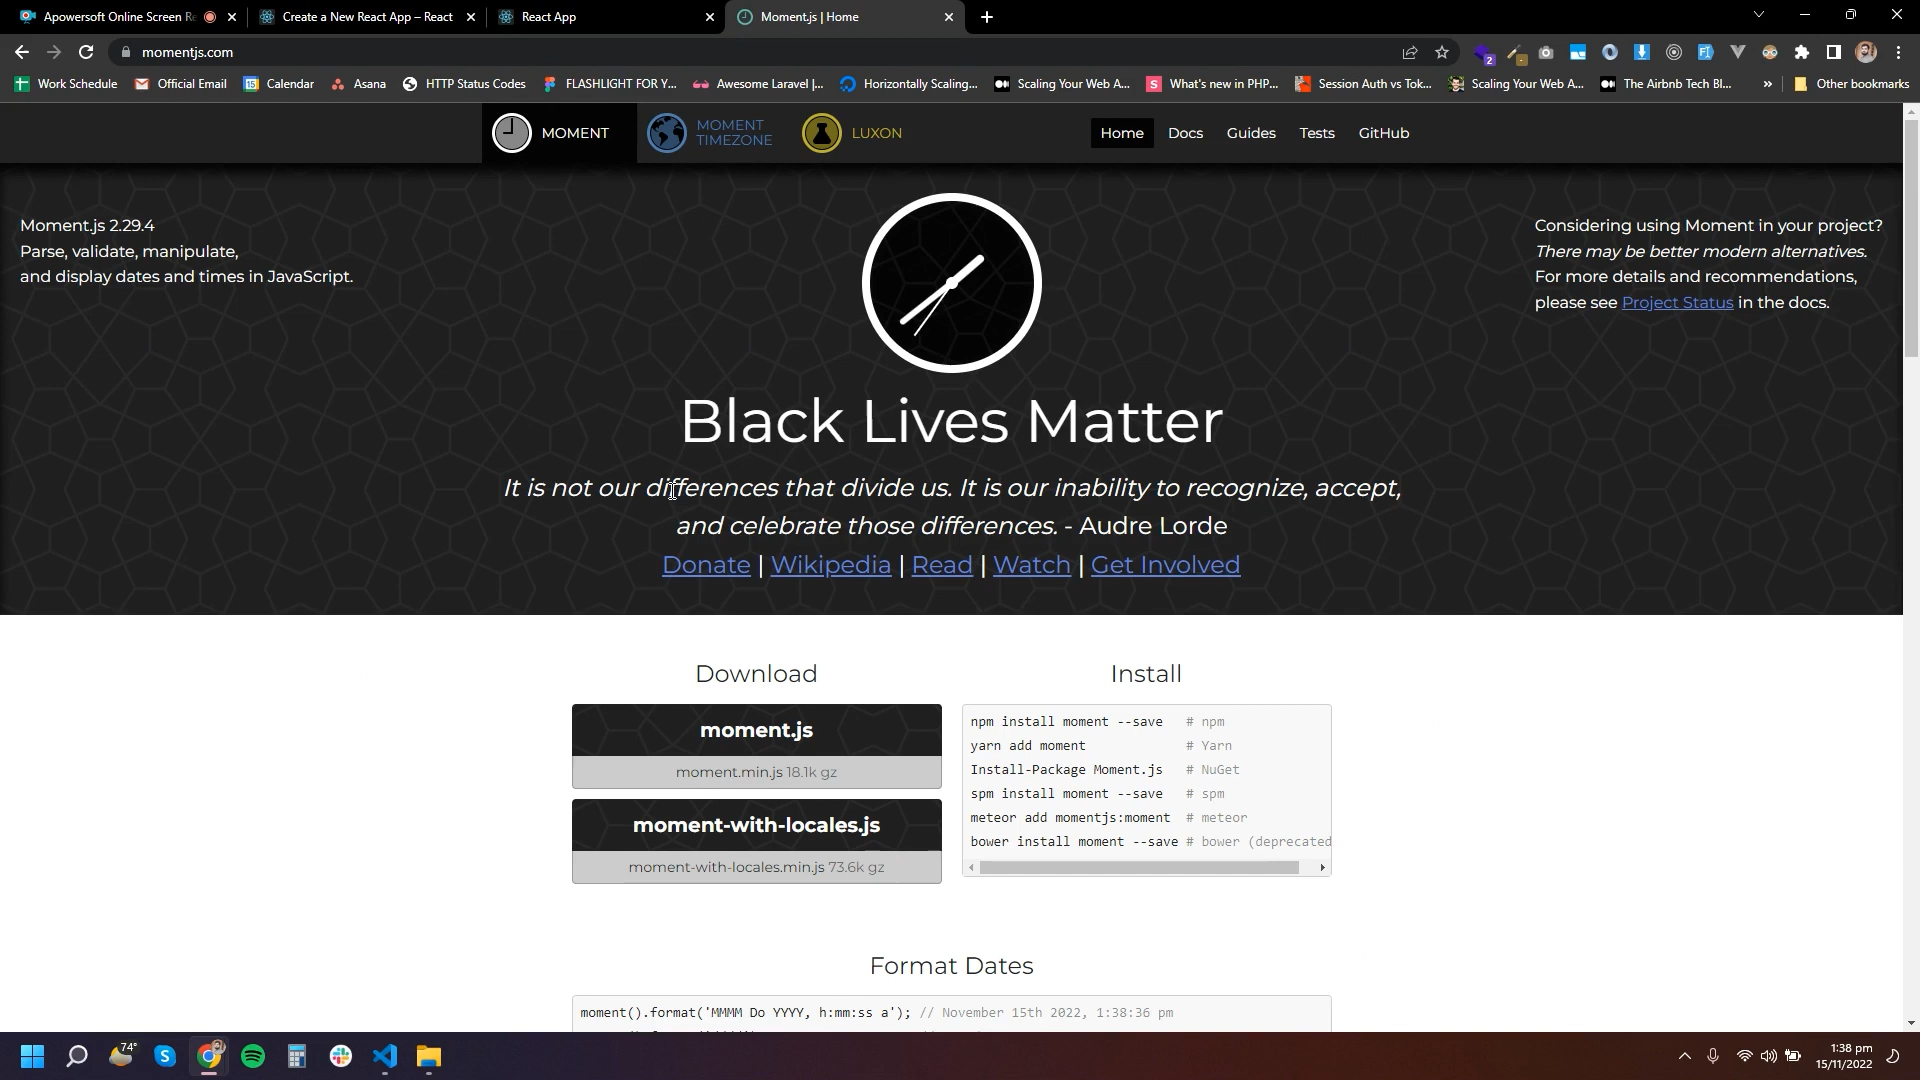 Apowersoft Online Screen Re
Create a New React App – React
React App
Moment.js | Home
momentjs.com
2
Work Schedule
Official Email
15
Calendar
Asana
HTTP Status Codes
FLASHLIGHT FOR Y...
Awesome Laravel |...
Horizontally Scaling...
Scaling Your Web A...
What's new in PHP...
Session Auth vs Tok...
Scaling Your Web A...
The Airbnb Tech Bl...
»
Other bookmarks
MOMENT
MOMENT
TIMEZONE
LUXON
Home
Docs
Guides
Tests
GitHub
Moment.js 2.29.4
Parse, validate, manipulate,
and display dates and times in JavaScript.
Considering using Moment in your project?
There may be better modern alternatives.
For more details and recommendations,
please see Project Status in the docs.
Black Lives Matter
It is not our differences that divide us. It is our inability to recognize, accept,
and celebrate those differences. - Audre Lorde
Donate | Wikipedia | Read | Watch | Get Involved
Download
moment.js
moment.min.js 18.1k gz
moment-with-locales.js
moment-with-locales.min.js 73.6k gz
Install
npm install moment --save # npm
yarn add moment # Yarn
Install-Package Moment.js # NuGet
spm install moment --save # spm
meteor add momentjs:moment # meteor
bower install moment --save # bower (deprecated
Format Dates
moment().format('MMMM Do YYYY, h:mm:ss a'); // November 15th 2022, 1:38:36 pm
74°
1:38 pm
15/11/2022